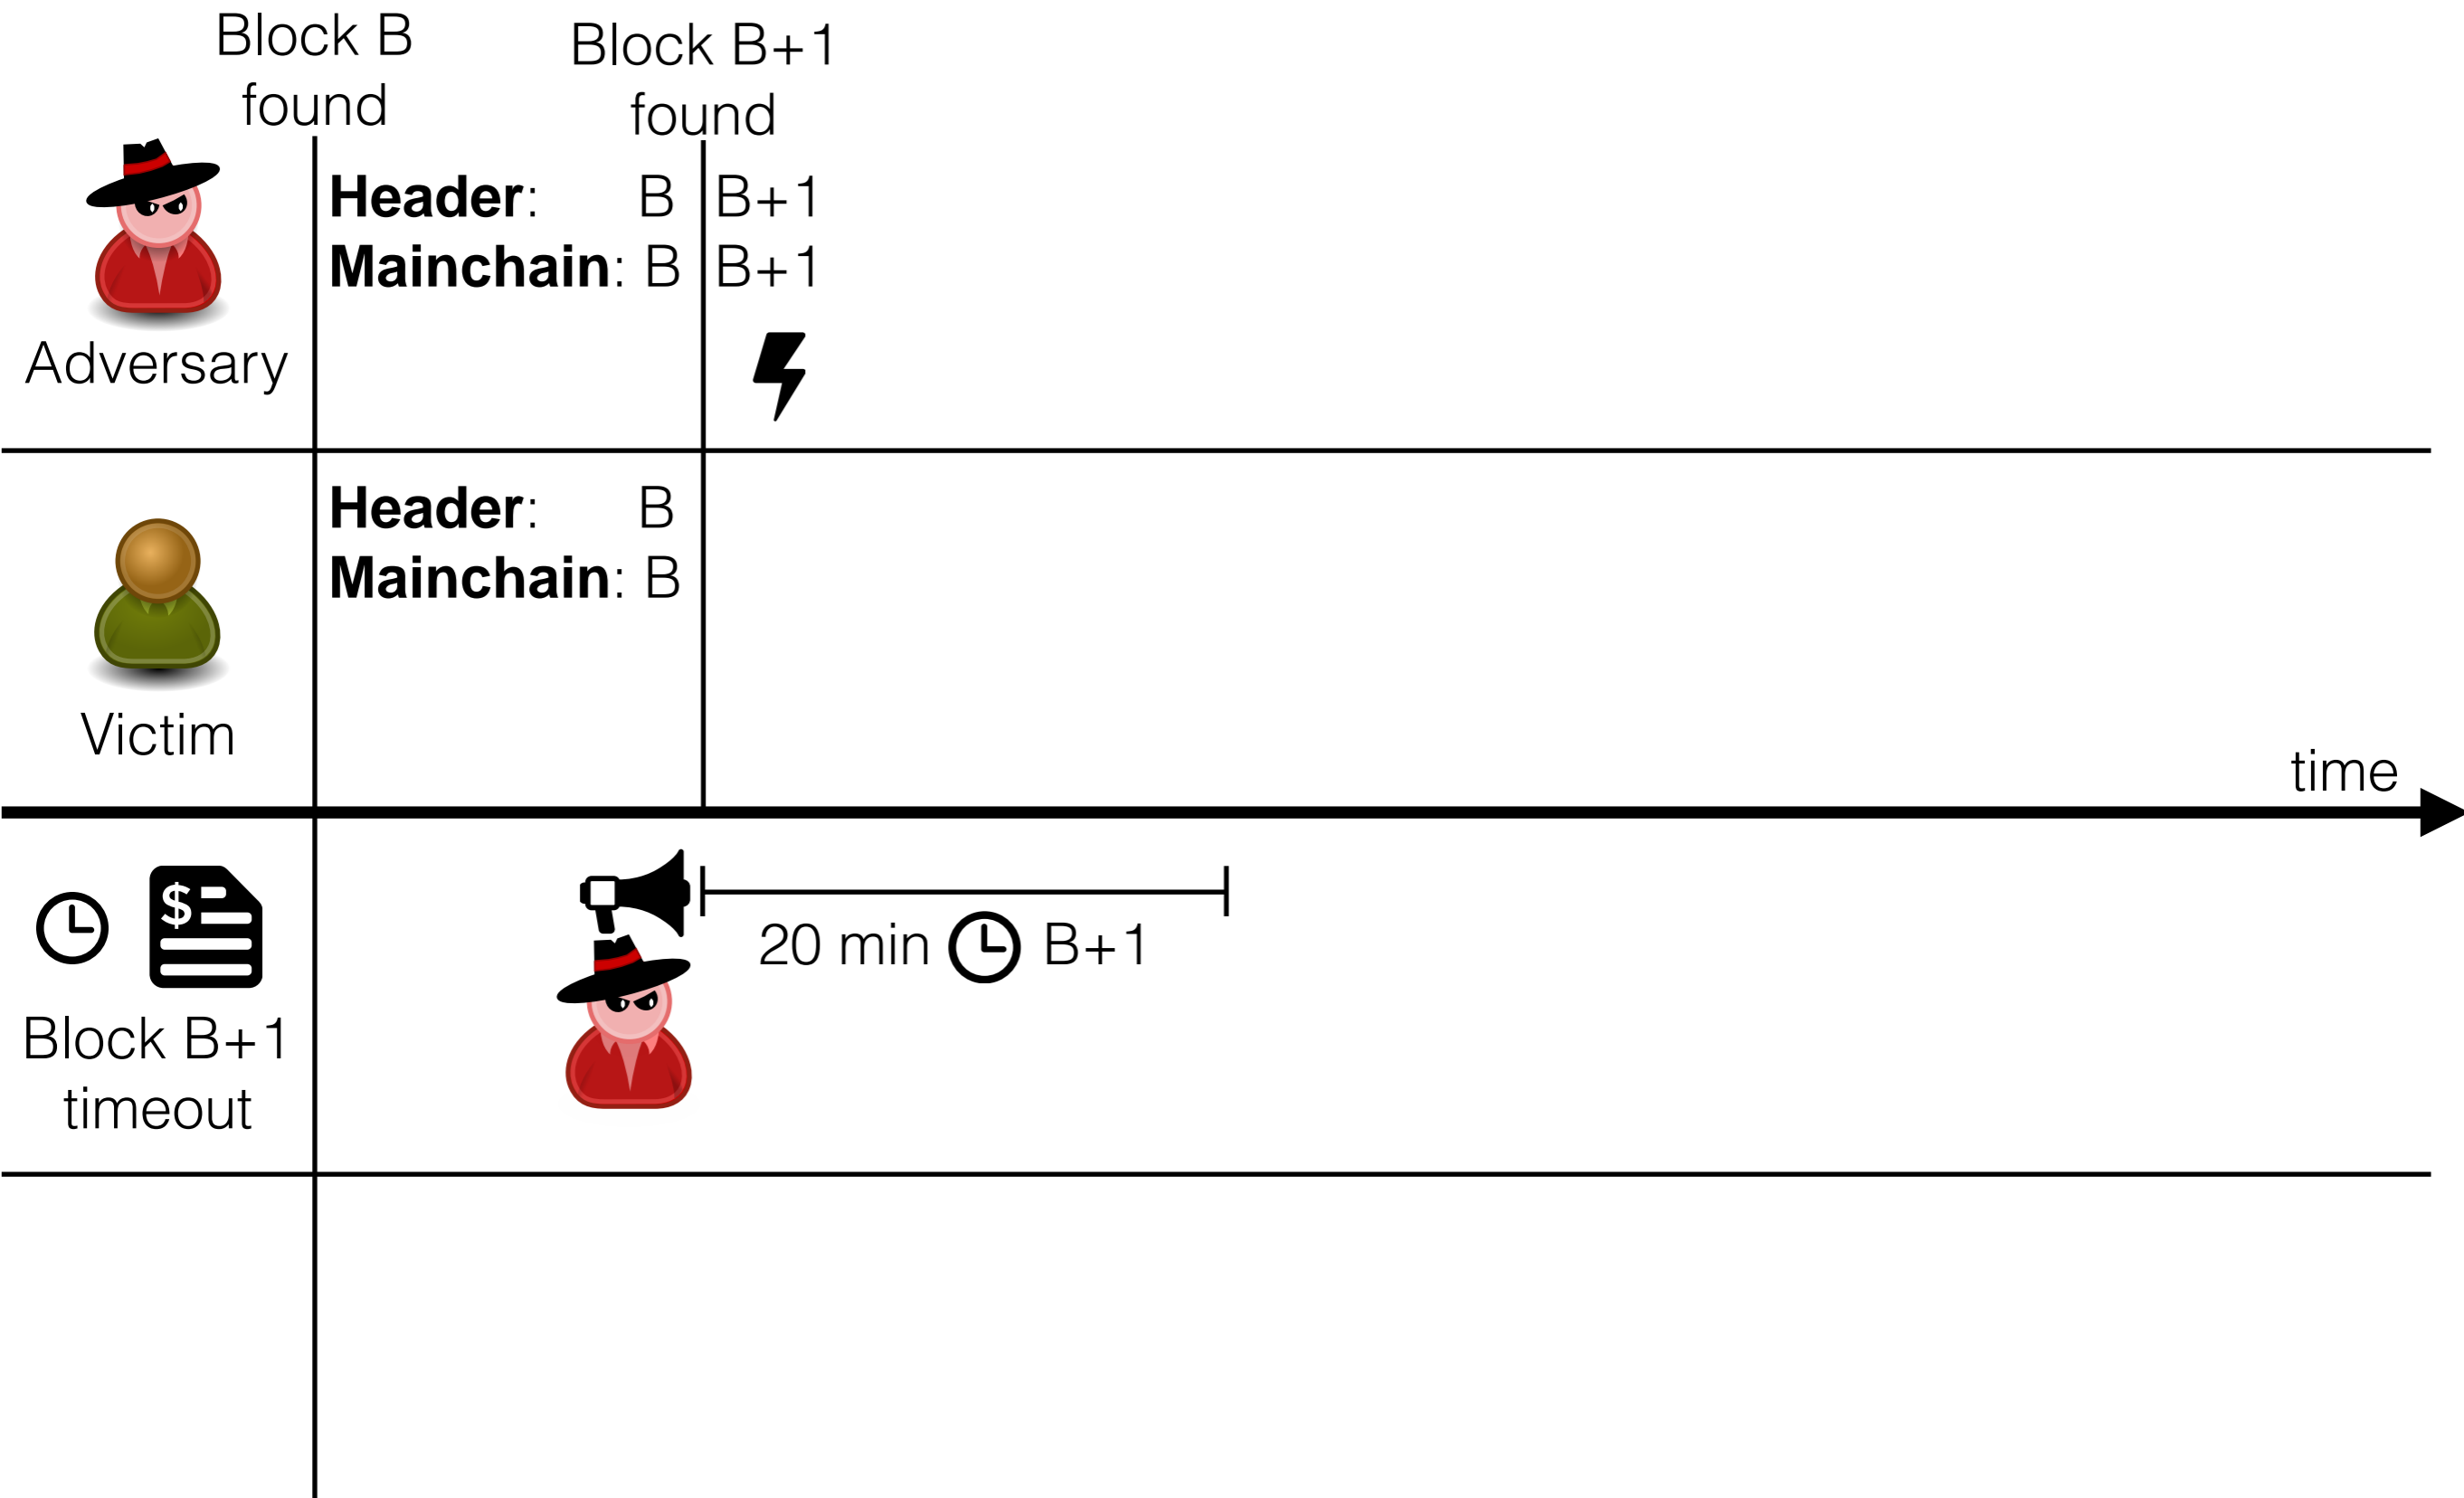 Block B
found
Block B+1
found
Header: B B+1
Mainchain: B B+1
Adversary
Header: B
Mainchain: B
Victim
time
$
20 min B+1
Block B+1
timeout